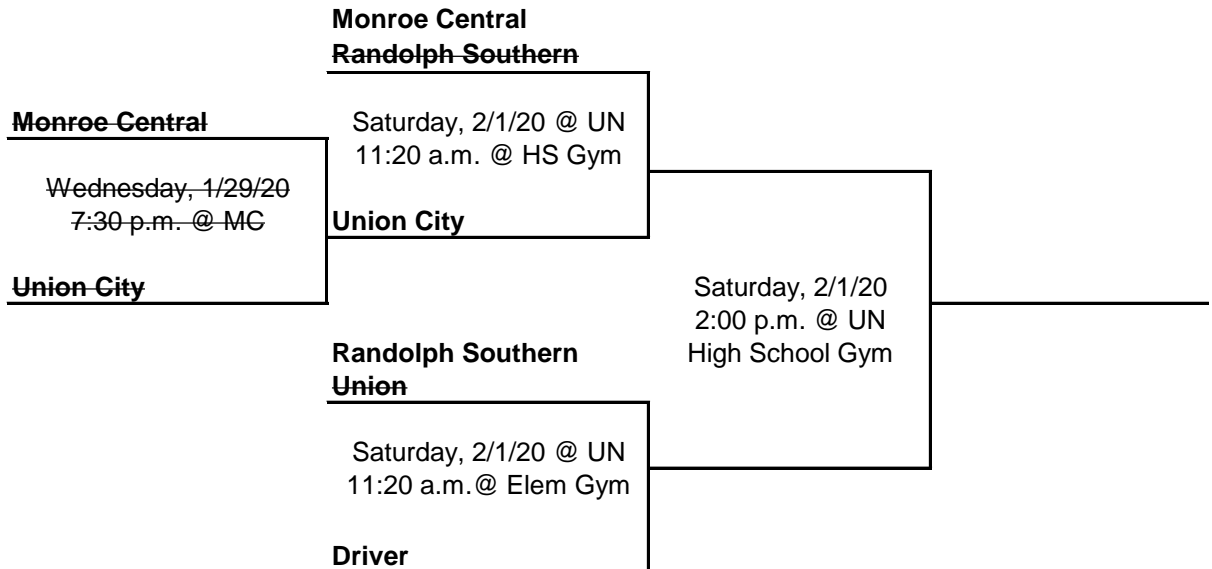 Monroe Central
Randolph Southern
Monroe Central
Saturday, 2/1/20 @ UN
11:20 a.m. @ HS Gym
Wednesday, 1/29/20
7:30 p.m. @ MC
Union City
Union City
Saturday, 2/1/20
2:00 p.m. @ UN
High School Gym
Randolph Southern
Union
Saturday, 2/1/20 @ UN
11:20 a.m.@ Elem Gym
Driver